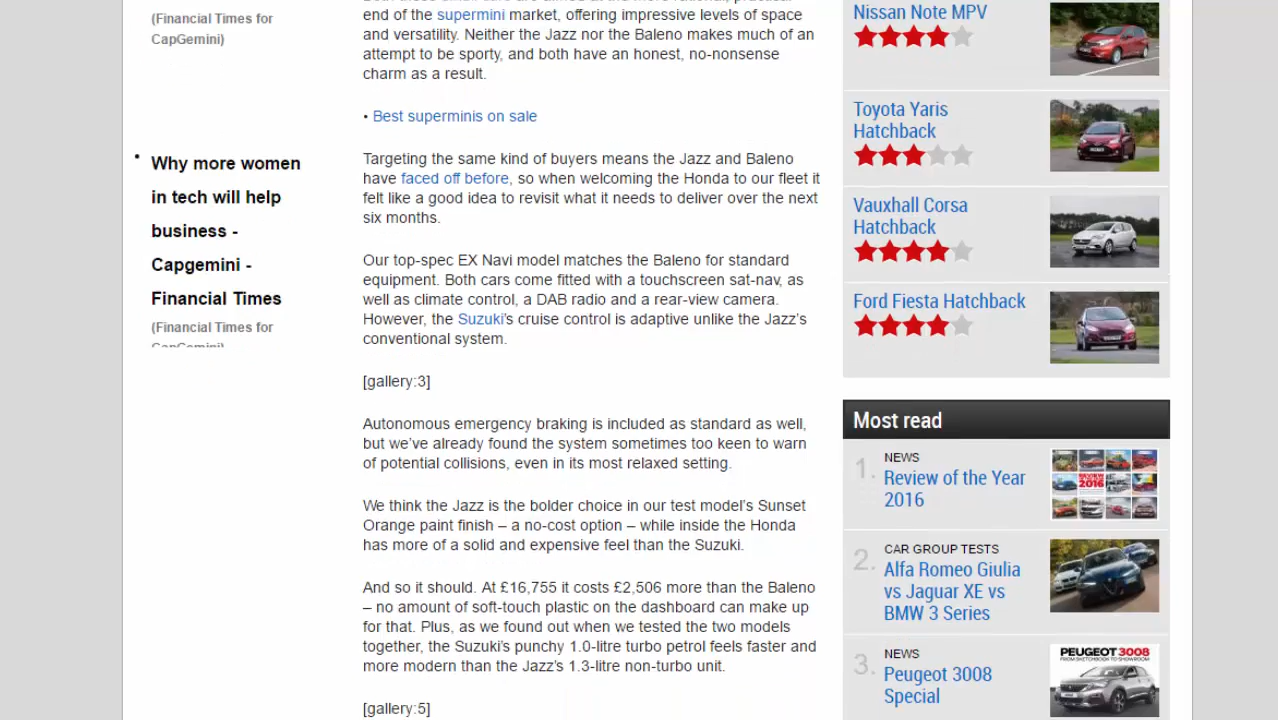 (Financial Times for
CapGemini)
Why more women
in tech will help
business -
Capgemini -
Financial Times
(Financial Times for
end of the supermini market, offering impressive levels of space
and versatility. Neither the Jazz nor the Baleno makes much of an
attempt to be sporty, and both have an honest, no-nonsense
charm as a result.
• Best superminis on sale
Targeting the same kind of buyers means the Jazz and Baleno
have faced off before, so when welcoming the Honda to our fleet it
felt like a good idea to revisit what it needs to deliver over the next
six months.
Our top-spec EX Navi model matches the Baleno for standard
equipment. Both cars come fitted with a touchscreen sat-nav, as
well as climate control, a DAB radio and a rear-view camera.
However, the Suzuki’s cruise control is adaptive unlike the Jazz’s
conventional system.
[gallery:3]
Autonomous emergency braking is included as standard as well,
but we’ve already found the system sometimes too keen to warn
of potential collisions, even in its most relaxed setting.
We think the Jazz is the bolder choice in our test model’s Sunset
Orange paint finish – a no-cost option – while inside the Honda
has more of a solid and expensive feel than the Suzuki.
And so it should. At £16,755 it costs £2,506 more than the Baleno
– no amount of soft-touch plastic on the dashboard can make up
for that. Plus, as we found out when we tested the two models
together, the Suzuki’s punchy 1.0-litre turbo petrol feels faster and
more modern than the Jazz’s 1.3-litre non-turbo unit.
[gallery:5]
Nissan Note MPV
Toyota Yaris
Hatchback
Vauxhall Corsa
Hatchback
Ford Fiesta Hatchback
Most read
1. NEWS
Review of the Year
2016
REVIEW
2016
2. CAR GROUP TESTS
Alfa Romeo Giulia
vs Jaguar XE vs
BMW 3 Series
3. NEWS
Peugeot 3008
Special
PEUGEOT 3008
FROM SKETCHBOOK TO SHOWROOM